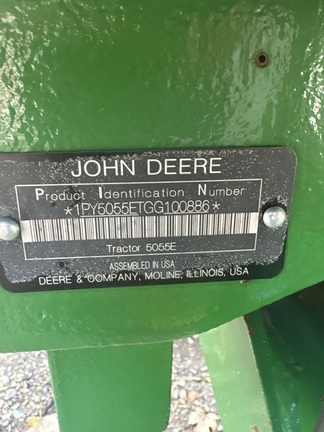 JOHN DEERE
Product Identification Number
*1PY5055ETGG100886*
Tractor 5055E
ASSEMBLED IN USA
DEERE & COMPANY, MOLINE, ILLINOIS, USA